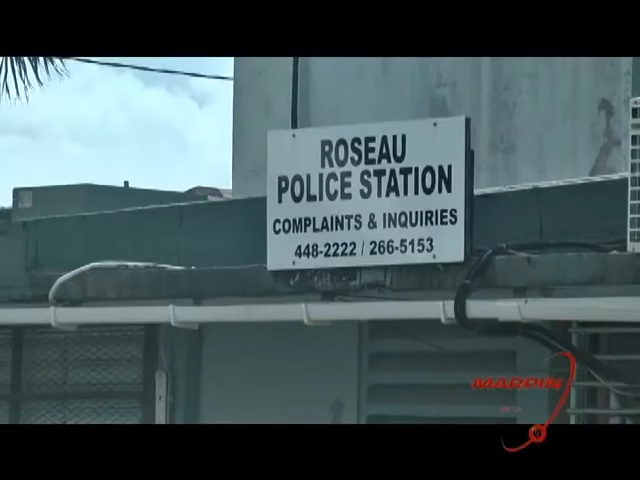 ROSEAU
POLICE STATION
COMPLAINTS & INQUIRIES
448-2222 / 266-5153
MARPIN